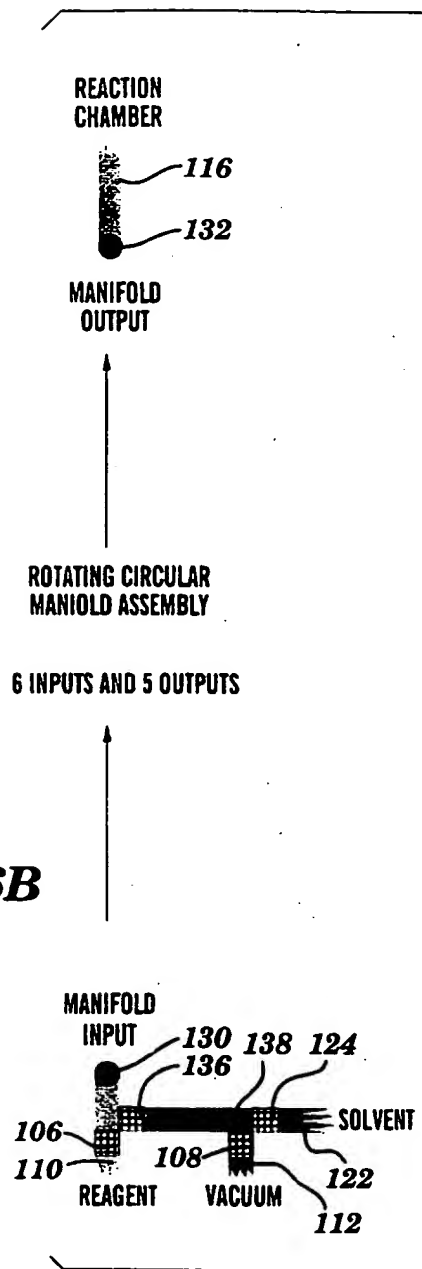 REACTION
CHAMBER
116
132
MANIFOLD
OUTPUT
ROTATING CIRCULAR
MANIOLD ASSEMBLY
6 INPUTS AND 5 OUTPUTS
6B
MANIFOLD
INPUT
130
136
138
124
SOLVENT
106
110
108
122
REAGENT
VACUUM
112